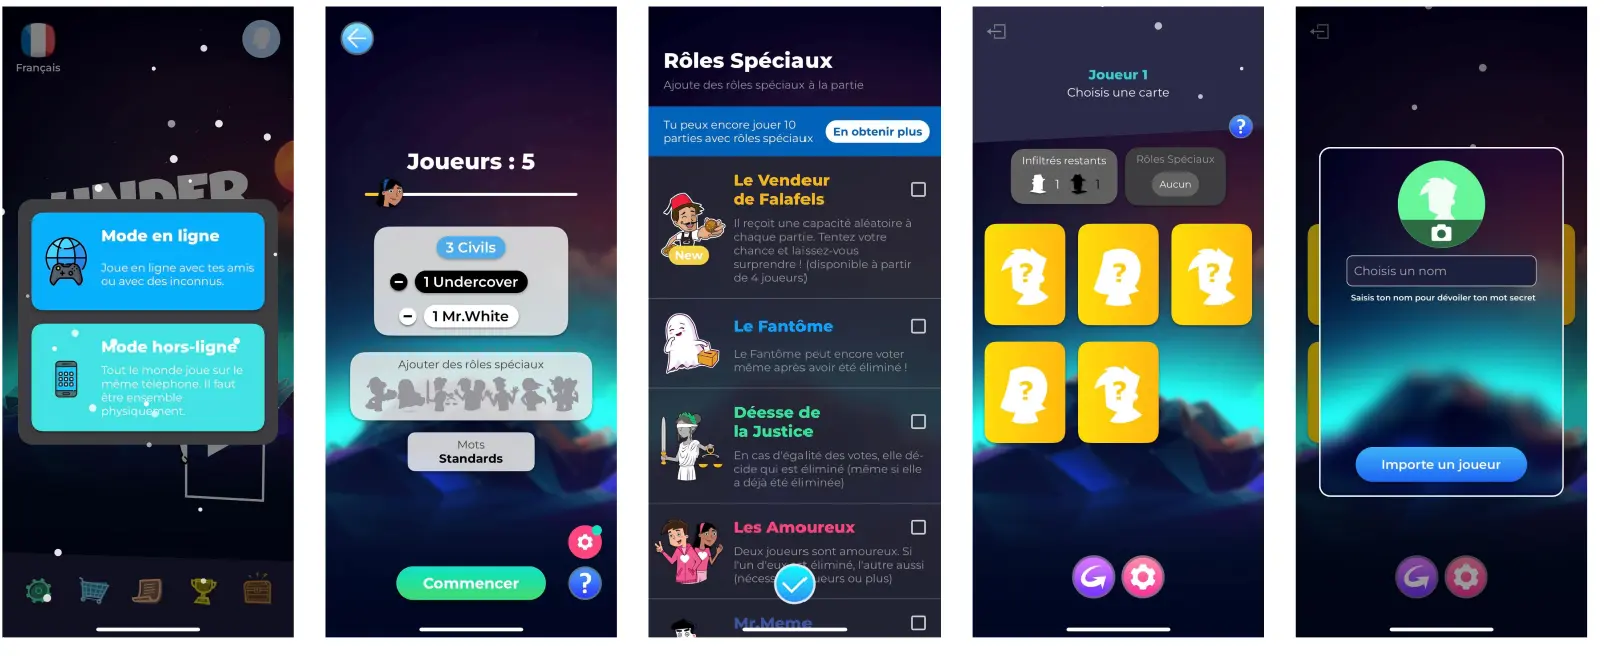 Français
UNDER
Mode en ligne
Joue en ligne avec tes amis
ou avec des inconnus.
Mode hors-ligne
Tout le monde joue sur le
même téléphone. Il faut
être ensemble
physiquement.
Joueurs : 5
3 Civils
1 Undercover
1 Mr.White
Ajouter des rôles spéciaux
Mots
Standards
Commencer
?
Rôles Spéciaux
Ajoute des rôles spéciaux à la partie
Tu peux encore jouer 10
parties avec rôles spéciaux
En obtenir plus
Le Vendeur
de Falafels
Il reçoit une capacité aléatoire à
chaque partie. Tentez votre
chance et laissez-vous
surprendre ! (disponible à partir
de 4 joueurs)
New
Le Fantôme
Le Fantôme peut encore voter
même après avoir été éliminé !
Déesse de
la Justice
En cas d'égalité des votes, elle dé-
cide qui est éliminé (même si elle
a déjà été éliminée)
Les Amoureux
Deux joueurs sont amoureux. Si
l'un d'eux est éliminé, l'autre aussi
ou plus)
Mr.Meme
Joueur 1
Choisis une carte
?
Infiltrés restants
1 1
Rôles Spéciaux
Aucun
? ? ?
? ?
Choisis un nom
Saisis ton nom pour dévoiler ton mot secret
Importe un joueur